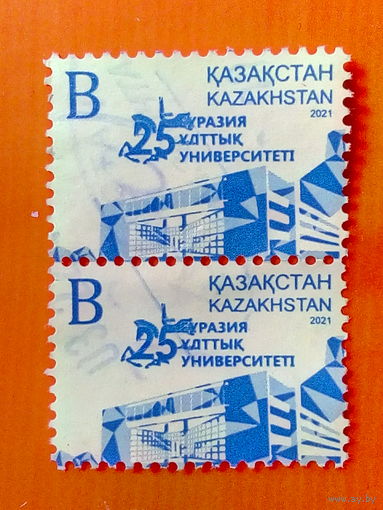 B
ҚАЗАҚСТАН
KAZAKHSTAN
2021
25
ЕУРАЗИЯ
ҰЛТТЫҚ
УНИВЕРСИТЕТІ
B
ҚАЗАҚСТАН
KAZAKHSTAN
2021
25
ЕУРАЗИЯ
ҰЛТТЫҚ
УНИВЕРСИТЕТІ